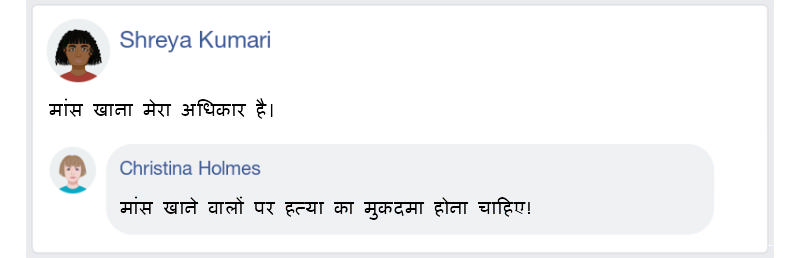 Shreya Kumari
मांस खाना मेरा अधिकार है।
Christina Holmes
मांस खाने वालों पर हत्या का मुकदमा होना चाहिए!